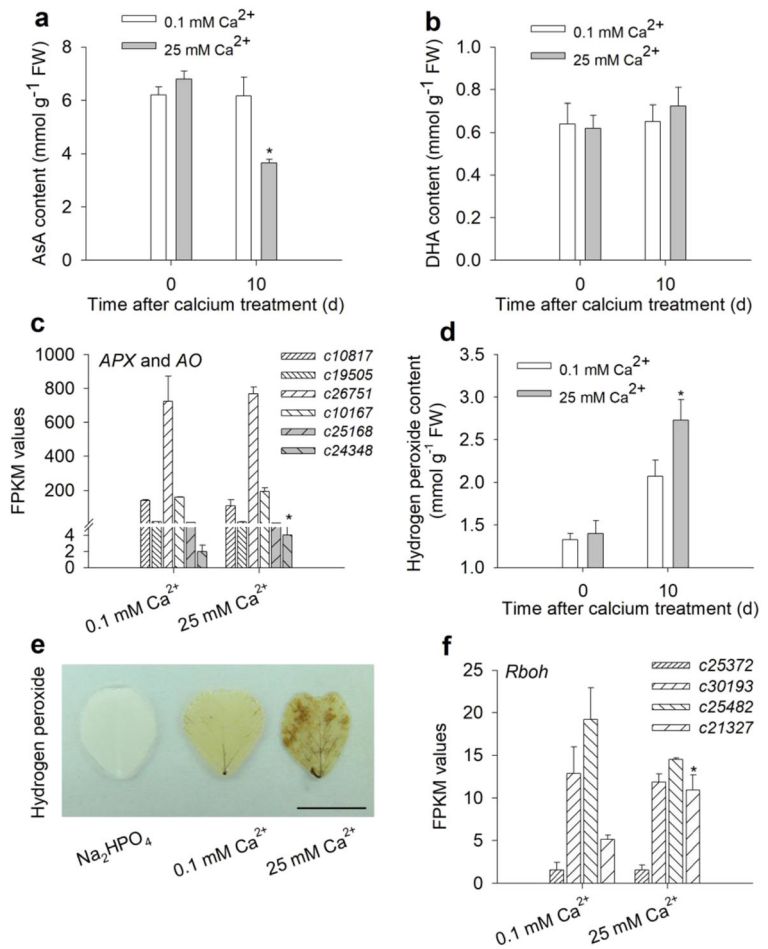 a
0.1 mM Ca²⁺
25 mM Ca²⁺
AsA content (mmol g⁻¹ FW)
8
6
4
2
0
*
0
10
Time after calcium treatment (d)
b
0.1 mM Ca²⁺
25 mM Ca²⁺
DHA content (mmol g⁻¹ FW)
1.0
0.8
0.6
0.4
0.2
0.0
0
10
Time after calcium treatment (d)
c
APX and AO
c10817
c19505
c26751
c10167
c25168
c24348
FPKM values
1000
800
600
400
200
4
2
0
*
0.1 mM Ca²⁺
25 mM Ca²⁺
d
0.1 mM Ca²⁺
25 mM Ca²⁺
Hydrogen peroxide content
(mmol g⁻¹ FW)
3.5
3.0
2.5
2.0
1.5
1.0
*
0
10
Time after calcium treatment (d)
e
Hydrogen peroxide
Na₂HPO₄
0.1 mM Ca²⁺
25 mM Ca²⁺
f
Rboh
c25372
c30193
c25482
c21327
FPKM values
25
20
15
10
5
0
*
0.1 mM Ca²⁺
25 mM Ca²⁺